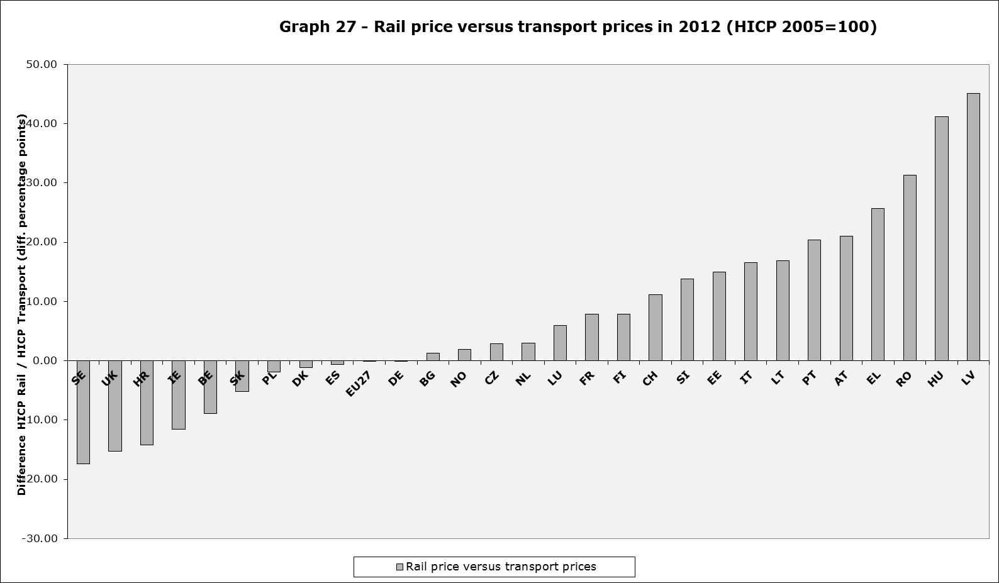 Graph 27 - Rail price versus transport prices in 2012 (HICP 2005=100)
Difference HICP Rail / HICP Transport (diff. percentage points)
50.00
40.00
30.00
20.00
10.00
0.00
10.00
20.00
-30.00
SE UK HR IE BE SK PL DK ES EU27 DE BG NO CZ NL LU FR FI CH SI EE IT LT PT AT EL RO HU LV
Rail price versus transport prices